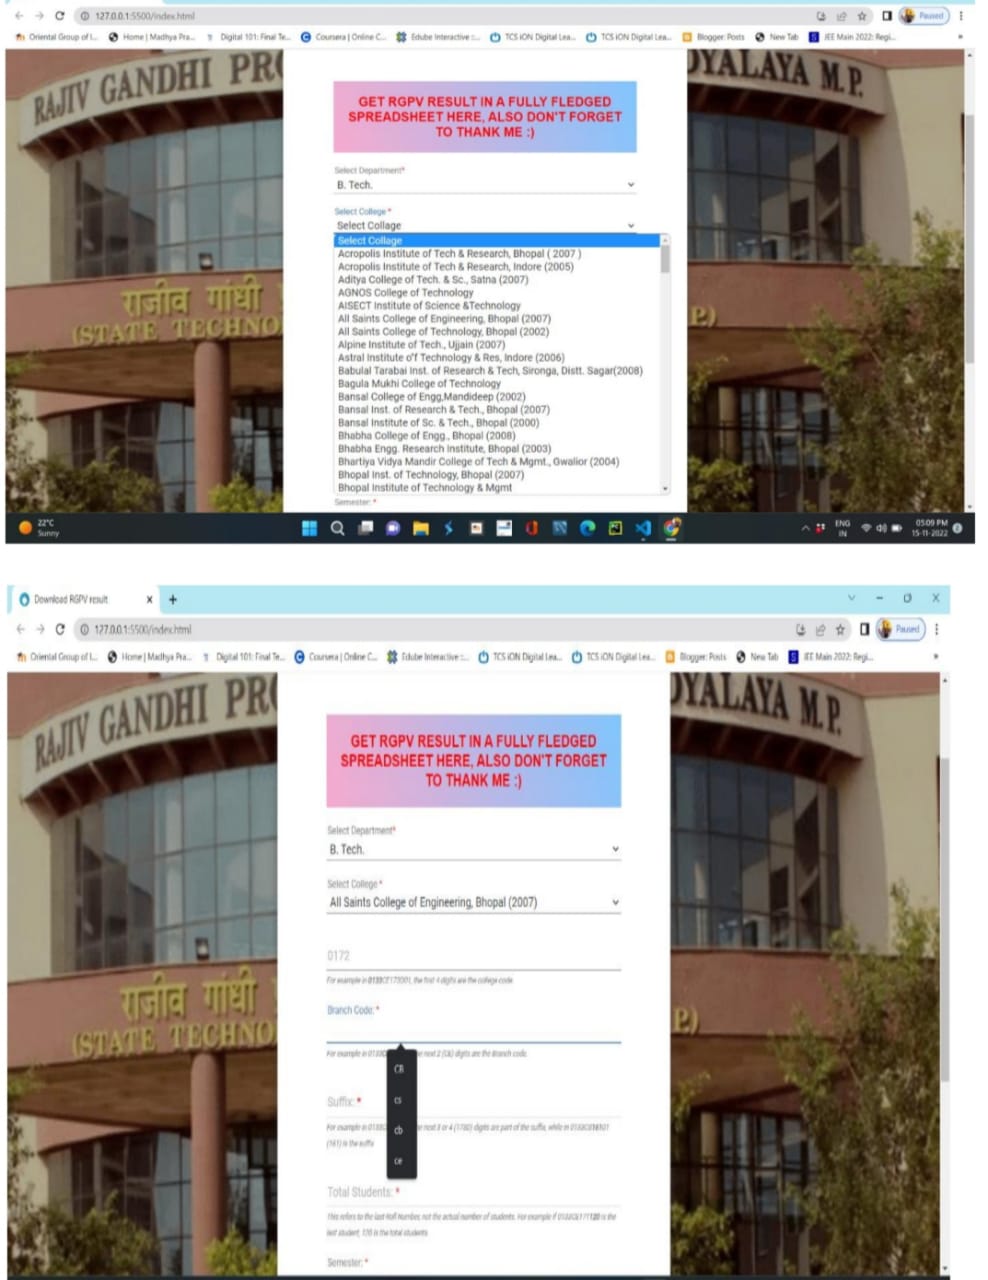 127.0.0.1:5500/index.html
Paused
Oriental Group of I...
Home | Madhya Pra...
Digital 101: Final Te...
Coursera | Online C...
Edube Interactive ::...
TCS iON Digital Lea...
TCS iON Digital Lea...
Blogger: Posts
New Tab
JEE Main 2022: Regi...
»
RAJIV GANDHI PRO
DYALAYA M.P.
GET RGPV RESULT IN A FULLY FLEDGED
SPREADSHEET HERE, ALSO DON'T FORGET
TO THANK ME :)
Select Department*
B. Tech.
Select College *
Select Collage
Select Collage
Acropolis Institute of Tech & Research, Bhopal ( 2007 )
Acropolis Institute of Tech & Research, Indore (2005)
Aditya College of Tech. & Sc., Satna (2007)
AGNOS College of Technology
AISECT Institute of Science &Technology
All Saints College of Engineering, Bhopal (2007)
All Saints College of Technology, Bhopal (2002)
Alpine Institute of Tech., Ujjain (2007)
Astral Institute o'f Technology & Res, Indore (2006)
Babulal Tarabai Inst. of Research & Tech, Sironga, Distt. Sagar(2008)
Bagula Mukhi College of Technology
Bansal College of Engg,Mandideep (2002)
Bansal Inst. of Research & Tech., Bhopal (2007)
Bansal Institute of Sc. & Tech., Bhopal (2000)
Bhabha College of Engg., Bhopal (2008)
Bhabha Engg. Research Institute, Bhopal (2003)
Bhartiya Vidya Mandir College of Tech & Mgmt., Gwalior (2004)
Bhopal Inst. of Technology, Bhopal (2007)
Bhopal Institute of Technology & Mgmt
Semester: *
राजीव गांधी
(STATE TECHNO
P.)
22°C
Sunny
ENG
IN
05:09 PM
15-11-2022
Download RGPV result
127.0.0.1:5500/index.html
Paused
Oriental Group of I...
Home | Madhya Pra...
Digital 101: Final Te...
Coursera | Online C...
Edube Interactive ::...
TCS iON Digital Lea...
TCS iON Digital Lea...
Blogger: Posts
New Tab
JEE Main 2022: Regi...
»
RAJIV GANDHI PRO
DYALAYA M.P.
GET RGPV RESULT IN A FULLY FLEDGED
SPREADSHEET HERE, ALSO DON'T FORGET
TO THANK ME :)
Select Department*
B. Tech.
Select College *
All Saints College of Engineering, Bhopal (2007)
0172
For example in 0133CE173D01, the first 4 digits are the college code.
Branch Code: *
For example in 0133C
e next 2 (CE) digits are the Branch code.
CB
cs
cb
ce
Suffix: *
For example in 0133C
e next 3 or 4 (173D) digits are part of the suffix, while in 0133CE161101
(161) is the suffix
Total Students: *
This refers to the last Roll Number, not the actual number of students. For example if 0133CE171120 is the
last student, 120 is the total students
Semester: *
राजीव गांधी
(STATE TECHNO
P.)